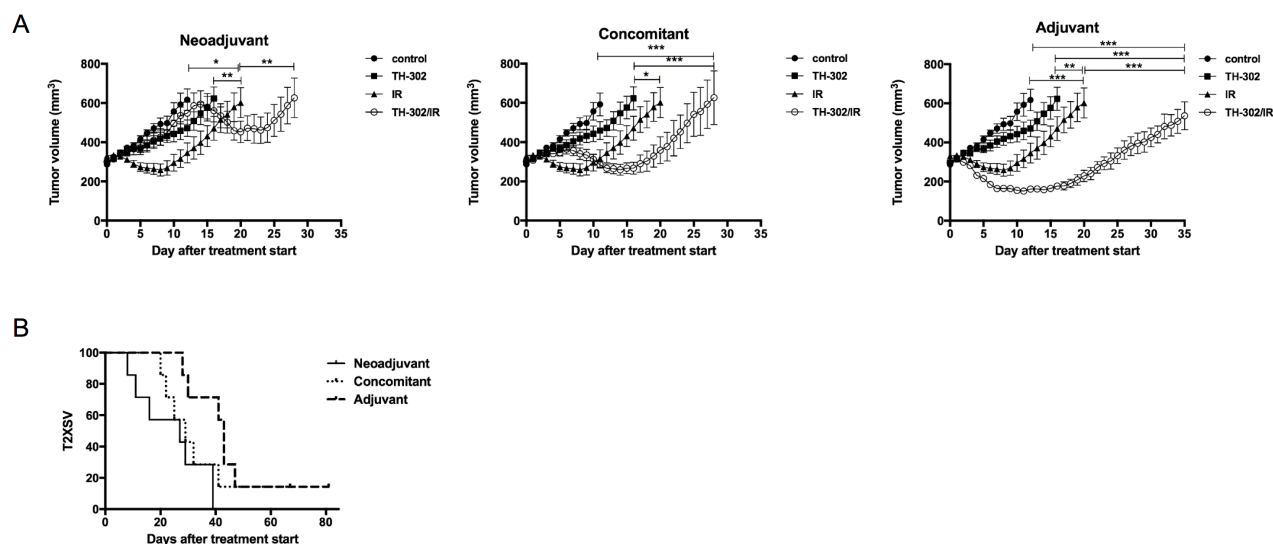 A
Neoadjuvant
Tumor volume (mm³)
800
600
400
200
0
0 5 10 15 20 25 30 35
Day after treatment start
* **
**
control
TH-302
IR
TH-302/IR
Concomitant
Tumor volume (mm³)
800
600
400
200
0
0 5 10 15 20 25 30 35
Day after treatment start
***
***
*
control
TH-302
IR
TH-302/IR
Adjuvant
Tumor volume (mm³)
800
600
400
200
0
0 5 10 15 20 25 30 35
Day after treatment start
***
***
** ***
***
control
TH-302
IR
TH-302/IR
B
T2XSV
100
80
60
40
20
0
0 20 40 60 80
Days after treatment start
Neoadjuvant
Concomitant
Adjuvant